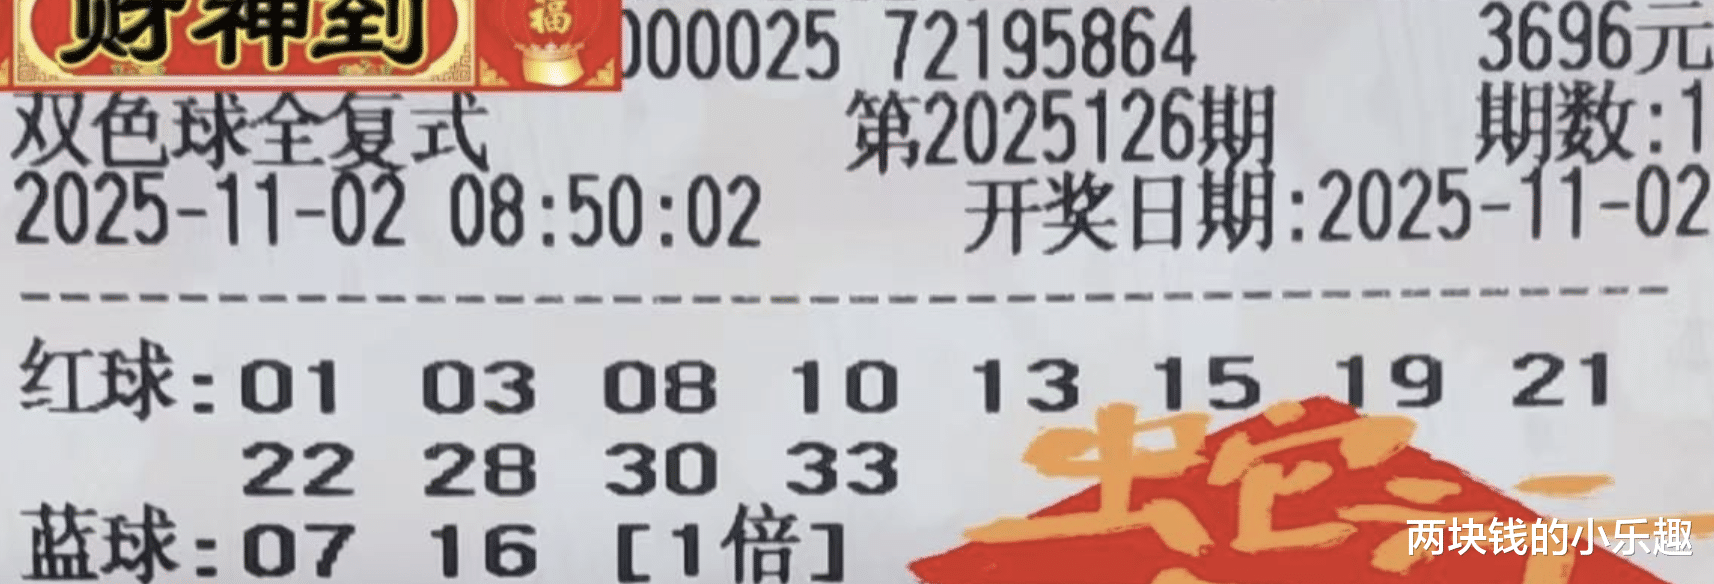 财神到
福
000025 72195864 3696元
双色球全复式 第2025126期 期数:1
2025-11-02 08:50:02 开奖日期:2025-11-02
红球:01 03 08 10 13 15 19 21
22 28 30 33
蓝球:07 16 [1倍]
两块钱的小乐趣